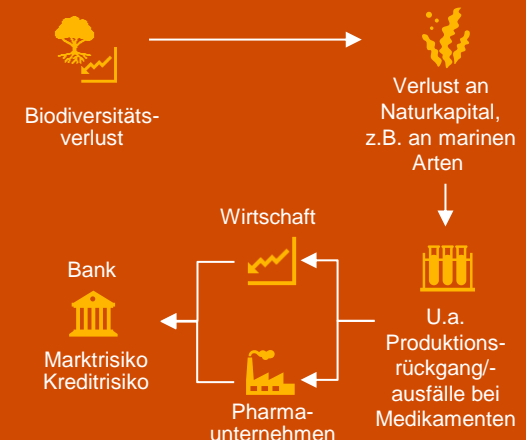 Biodiversitäts-
verlust
Verlust an
Naturkapital,
z.B. an marinen
Arten
U.a.
Produktions-
rückgang/-
ausfälle bei
Medikamenten
Wirtschaft
Pharma-
unternehmen
Bank
Marktrisiko
Kreditrisiko